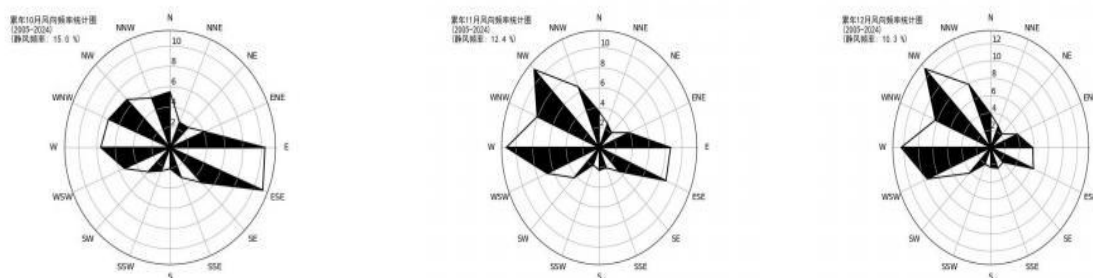 累年10月风向频率统计图
(2005-2024)
(静风频率: 15.0 %)
N
NNE
NE
ENE
E
ESE
SE
SSE
S
SSW
SW
WSW
W
WNW
NW
NNW
10
8
6
4
2
累年11月风向频率统计图
(2005-2024)
(静风频率: 12.4 %)
N
NNE
NE
ENE
E
ESE
SE
SSE
S
SSW
SW
WSW
W
WNW
NW
NNW
10
8
6
4
2
累年12月风向频率统计图
(2005-2024)
(静风频率: 10.3 %)
N
NNE
NE
ENE
E
ESE
SE
SSE
S
SSW
SW
WSW
W
WNW
NW
NNW
12
10
8
6
4
2